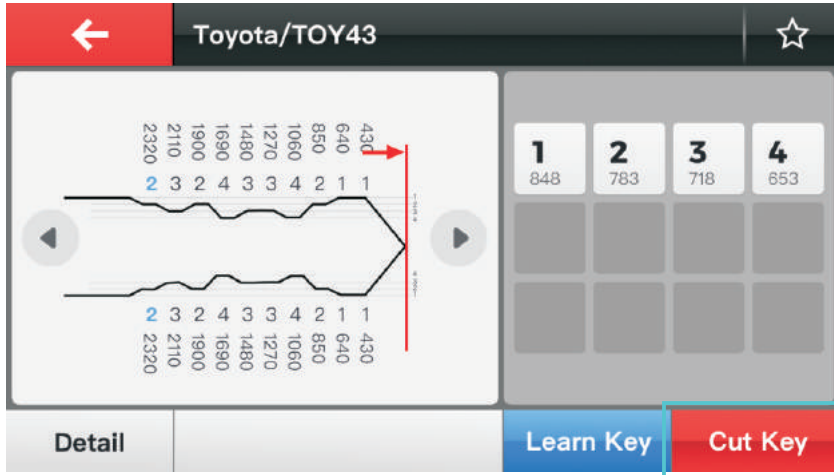 Toyota/TOY43
2320 2110 1900 1690 1480 1270 1060 850 640 430
2 3 2 4 3 3 4 2 1 1
2 3 2 4 3 3 4 2 1 1
2320 2110 1900 1690 1480 1270 1060 850 640 430
1 2 3 4
848 783 718 653
Detail
Learn Key
Cut Key